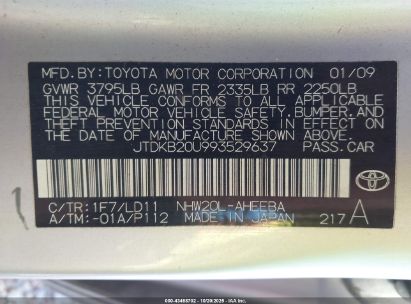 MFD. BY: TOYOTA MOTOR CORPORATION 01/09
GVWR 3795LB GAWR FR 2335LB RR 2250LB
THIS VEHICLE CONFORMS TO ALL APPLICABLE
FEDERAL MOTOR VEHICLE SAFETY, BUMPER, AND
THEFT PREVENTION STANDARDS IN EFFECT ON
THE DATE OF MANUFACTURE SHOWN ABOVE.
JTDKB20U993529637 PASS.CAR
C/TR: 1F7/LD11 NHW20L-AHEEBA
A/TM: -01A/P112 MADE IN JAPAN 217A
TOYOTA